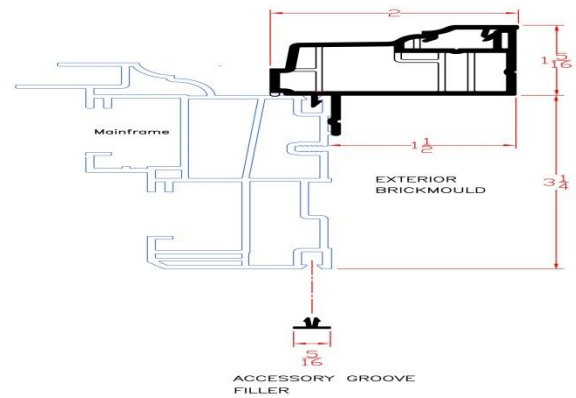 2
1 5/16
Mainframe
1 1/2
EXTERIOR
BRICKMOULD
3 1/4
5/16
ACCESSORY GROOVE
FILLER